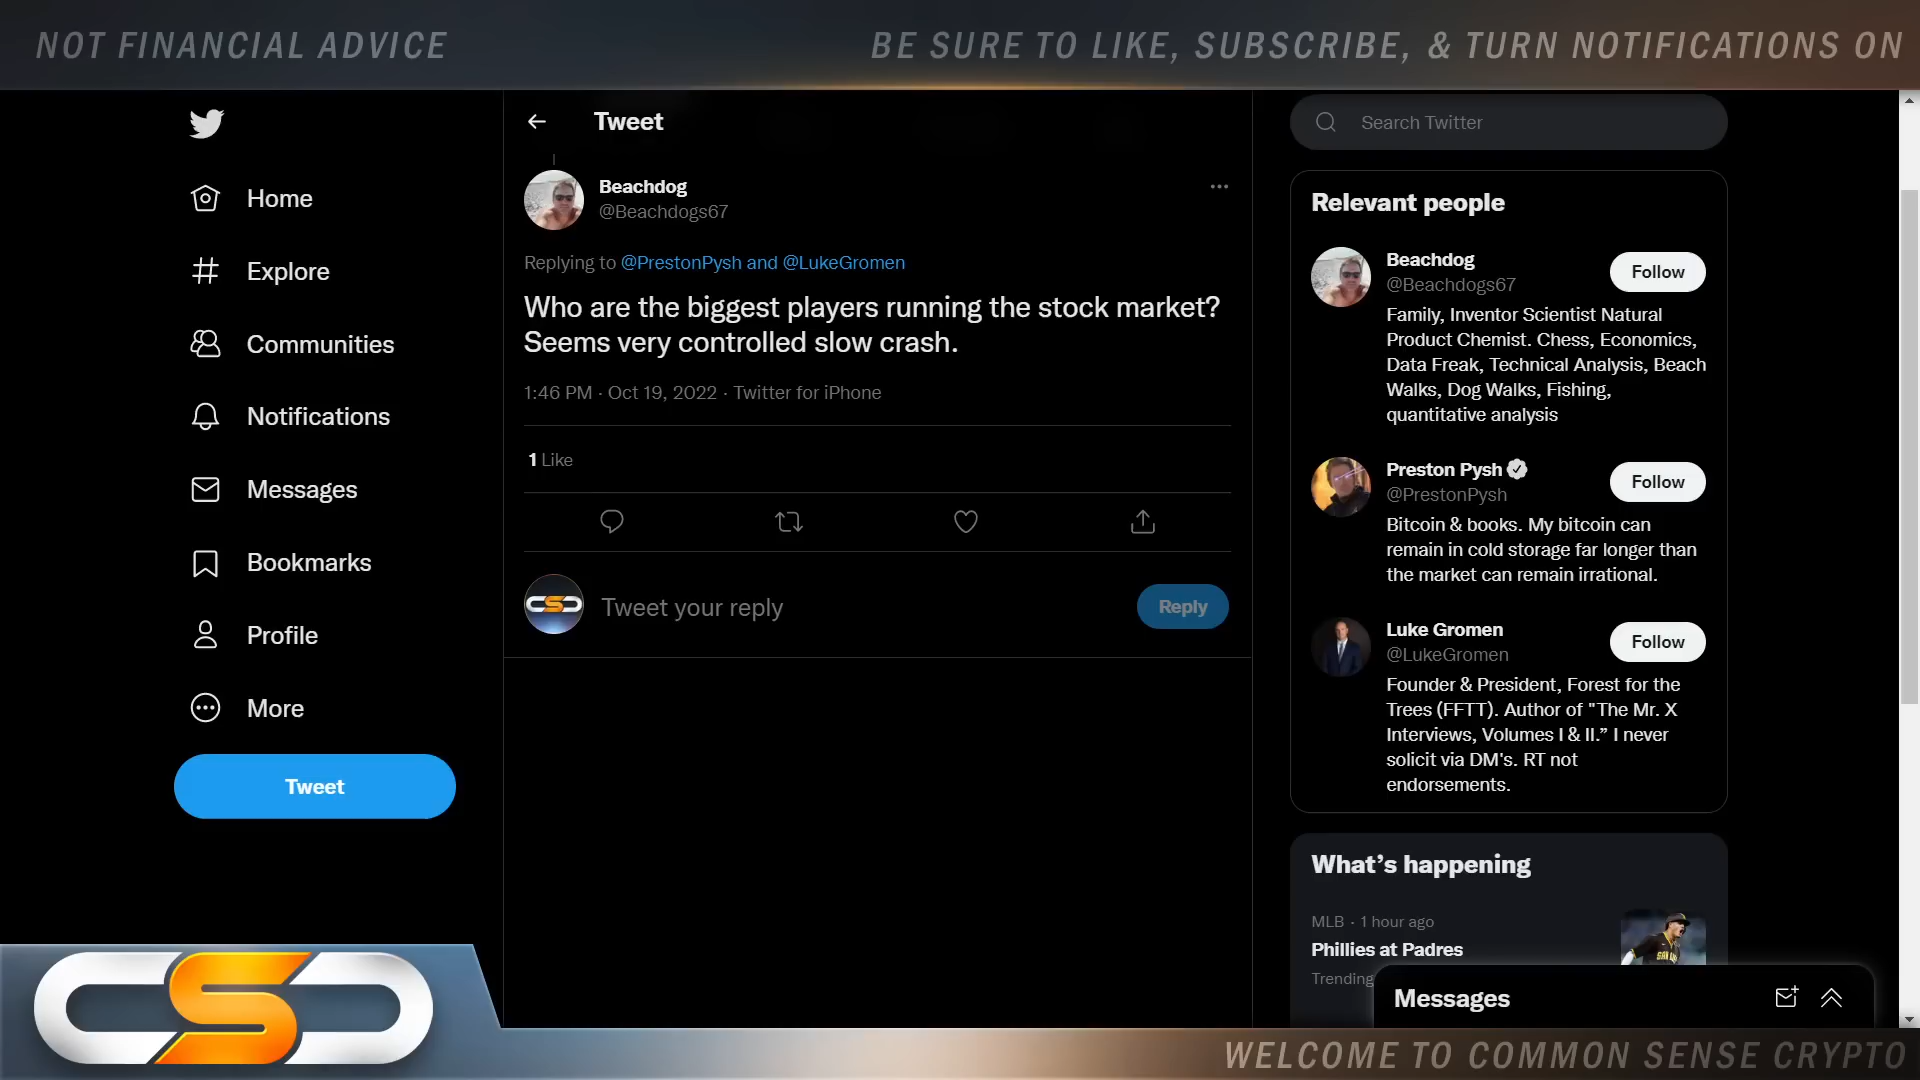 NOT FINANCIAL ADVICE
BE SURE TO LIKE, SUBSCRIBE, & TURN NOTIFICATIONS ON
Home
Explore
Communities
Notifications
Messages
Bookmarks
Profile
More
Tweet
Tweet
Beachdog
@Beachdogs67
Replying to @PrestonPysh and @LukeGromen
Who are the biggest players running the stock market?
Seems very controlled slow crash.
1:46 PM · Oct 19, 2022 · Twitter for iPhone
1 Like
Tweet your reply
Reply
Search Twitter
Relevant people
Beachdog
@Beachdogs67
Follow
Family, Inventor Scientist Natural
Product Chemist. Chess, Economics,
Data Freak, Technical Analysis, Beach
Walks, Dog Walks, Fishing,
quantitative analysis
Preston Pysh
@PrestonPysh
Follow
Bitcoin & books. My bitcoin can
remain in cold storage far longer than
the market can remain irrational.
Luke Gromen
@LukeGromen
Follow
Founder & President, Forest for the
Trees (FFTT). Author of "The Mr. X
Interviews, Volumes I & II.” I never
solicit via DM's. RT not
endorsements.
What’s happening
MLB · 1 hour ago
Phillies at Padres
Trending
Messages
CSC
WELCOME TO COMMON SENSE CRYPTO